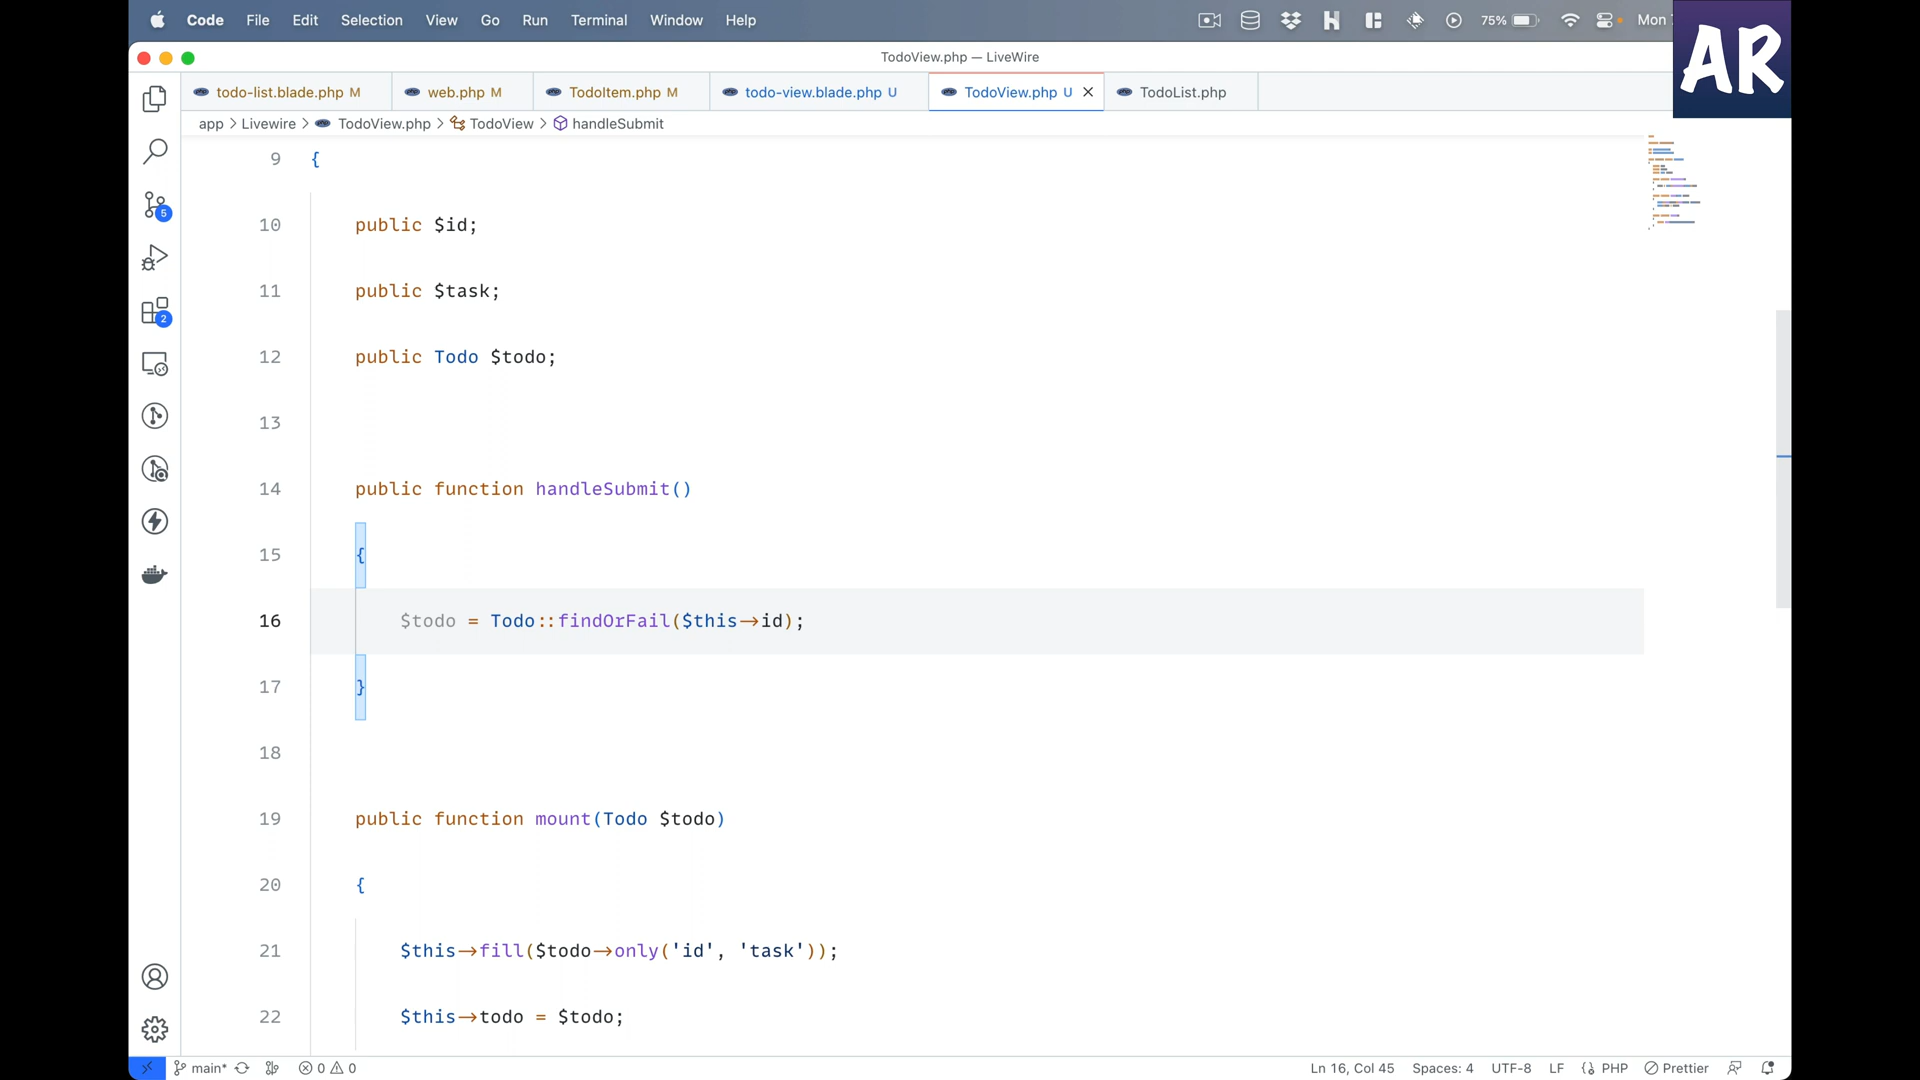 Code File Edit Selection View Go Run Terminal Window Help 75% Mon
AR
TodoView.php — LiveWire
todo-list.blade.php M web.php M TodoItem.php M todo-view.blade.php U TodoView.php U TodoList.php
app > Livewire > TodoView.php > TodoView > handleSubmit
9 {
10 public $id;
11 public $task;
12 public Todo $todo;
13
14 public function handleSubmit()
15 {
16 $todo = Todo::findOrFail($this->id);
17 }
18
19 public function mount(Todo $todo)
20 {
21 $this->fill($todo->only('id', 'task'));
22 $this->todo = $todo;
5
2
main* 0 0 Ln 16, Col 45 Spaces: 4 UTF-8 LF PHP Prettier